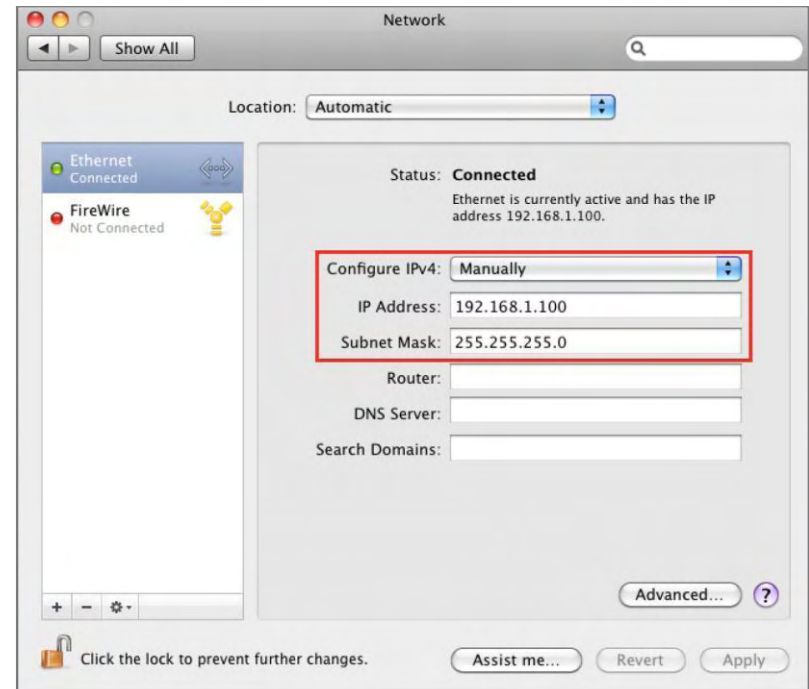 Network
Show All
Location: Automatic
Ethernet
Connected
FireWire
Not Connected
Status: Connected
Ethernet is currently active and has the IP
address 192.168.1.100.
Configure IPv4: Manually
IP Address: 192.168.1.100
Subnet Mask: 255.255.255.0
Router:
DNS Server:
Search Domains:
Advanced... ?
+ −
Click the lock to prevent further changes.
Assist me... Revert Apply